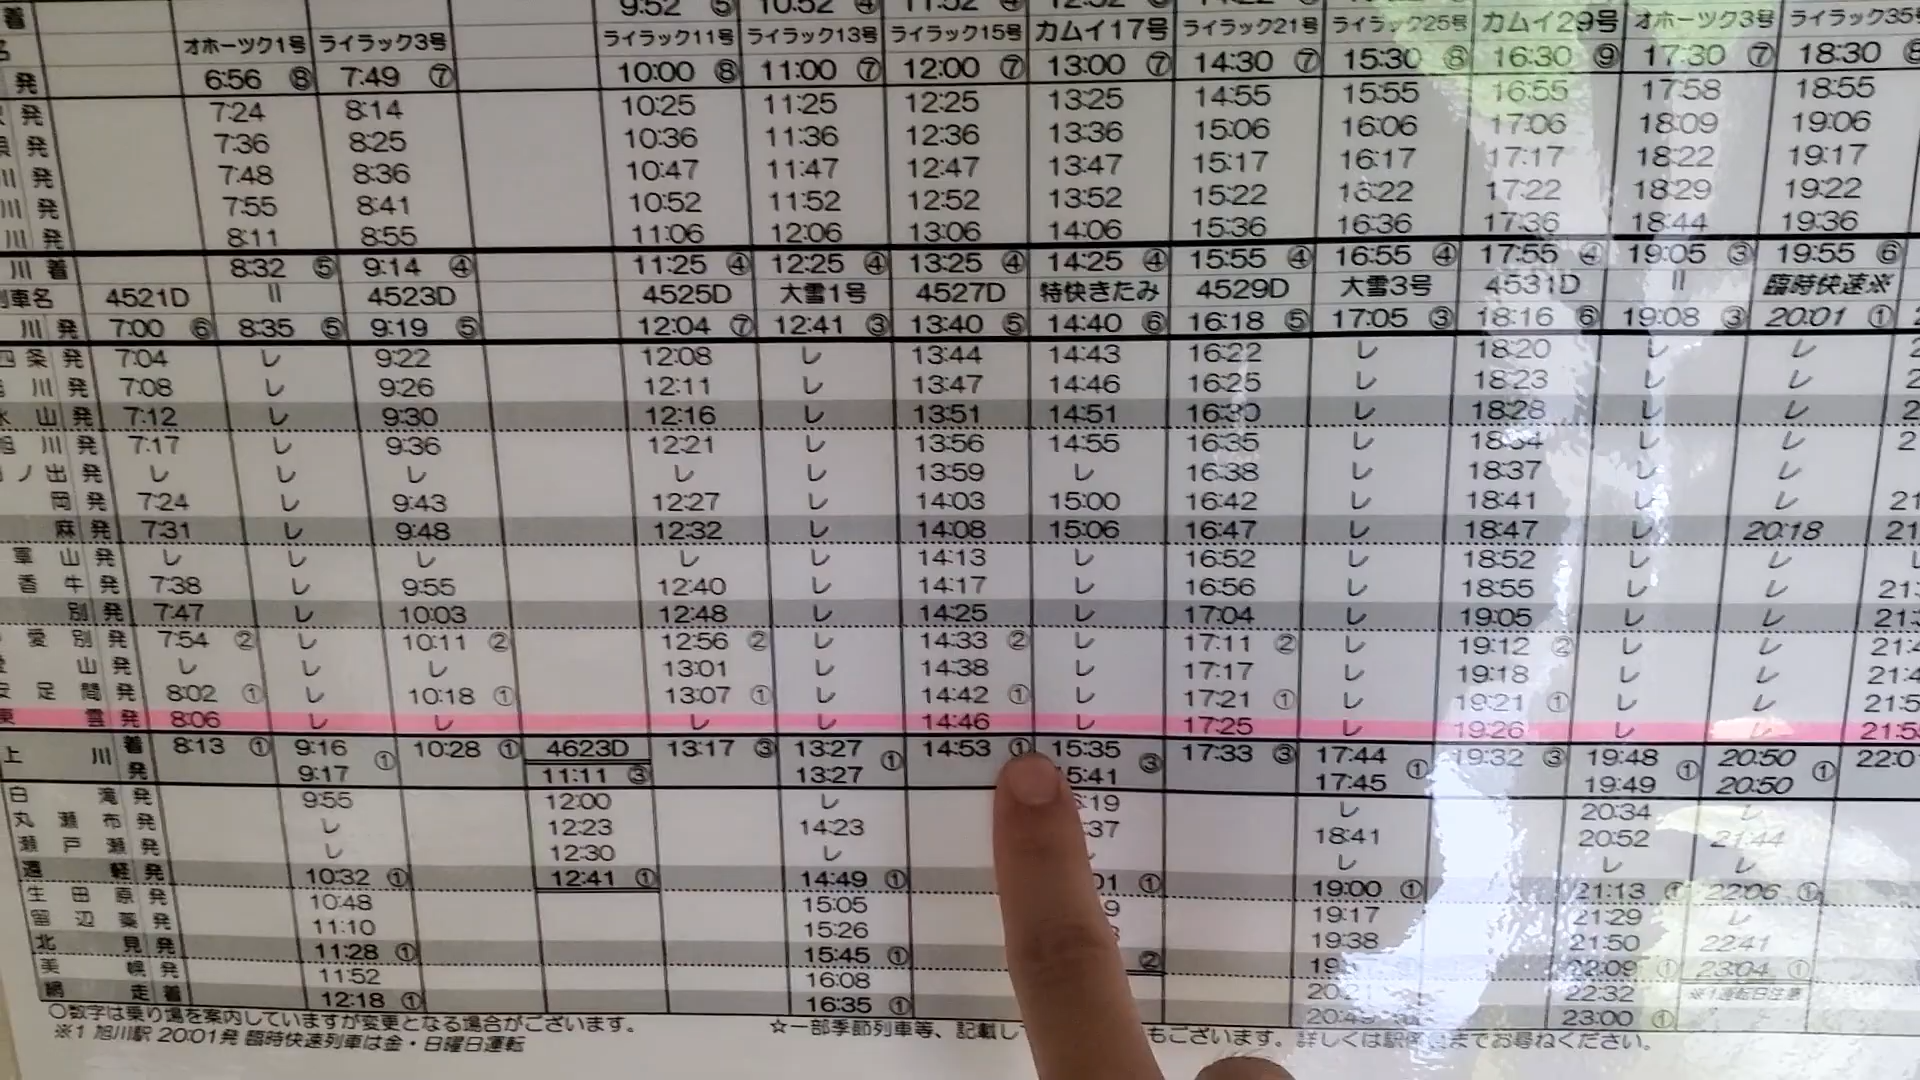 着 9:52 ⑤ 10:52 ④ 11:52 ④
オホーツク1号 ライラック3号 ライラック11号 ライラック13号 ライラック15号 カムイ17号 ライラック21号 ライラック25号 カムイ29号 オホーツク3号 ライラック35号
発 6:56 ⑧ 7:49 ⑦ 10:00 ⑧ 11:00 ⑦ 12:00 ⑦ 13:00 ⑦ 14:30 ⑦ 15:30 ⑧ 16:30 ⑨ 17:30 ⑦ 18:30 ⑧
発 7:24 8:14 10:25 11:25 12:25 13:25 14:55 15:55 16:55 17:58 18:55
発 7:36 8:25 10:36 11:36 12:36 13:36 15:06 16:06 17:06 18:09 19:06
川 発 7:48 8:36 10:47 11:47 12:47 13:47 15:17 16:17 17:17 18:22 19:17
川 発 7:55 8:41 10:52 11:52 12:52 13:52 15:22 16:22 17:22 18:29 19:22
川 発 8:11 8:55 11:06 12:06 13:06 14:06 15:36 16:36 17:36 18:44 19:36
川 着 8:32 ⑤ 9:14 ④ 11:25 ④ 12:25 ④ 13:25 ④ 14:25 ④ 15:55 ④ 16:55 ④ 17:55 ④ 19:05 ③ 19:55 ⑥
列車名 4521D 〃 4523D 4525D 大雪1号 4527D 特快きたみ 4529D 大雪3号 4531D 〃 臨時快速※
川 発 7:00 ⑥ 8:35 ⑤ 9:19 ⑤ 12:04 ⑦ 12:41 ③ 13:40 ⑤ 14:40 ⑥ 16:18 ⑤ 17:05 ③ 18:16 ⑥ 19:08 ③ 20:01 ①
四 条 発 7:04 レ 9:22 12:08 レ 13:44 14:43 16:22 レ 18:20 レ レ
川 発 7:08 レ 9:26 12:11 レ 13:47 14:46 16:25 レ 18:23 レ レ
山 発 7:12 レ 9:30 12:16 レ 13:51 14:51 16:30 レ 18:28 レ レ
旭 川 発 7:17 レ 9:36 12:21 レ 13:56 14:55 16:35 レ 18:34 レ レ
ノ 出 発 レ レ レ レ レ 13:59 レ 16:38 レ 18:37 レ レ
岡 発 7:24 レ 9:43 12:27 レ 14:03 15:00 16:42 レ 18:41 レ レ
麻 発 7:31 レ 9:48 12:32 レ 14:08 15:06 16:47 レ 18:47 レ 20:18
軍 山 発 レ レ レ レ レ 14:13 レ 16:52 レ 18:52 レ レ
香 牛 発 7:38 レ 9:55 12:40 レ 14:17 レ 16:56 レ 18:55 レ レ
別 発 7:47 レ 10:03 12:48 レ 14:25 レ 17:04 レ 19:05 レ レ
愛 別 発 7:54 ② レ 10:11 ② 12:56 ② レ 14:33 ② レ 17:11 ② レ 19:12 ② レ レ
山 発 レ レ レ 13:01 レ 14:38 レ 17:17 レ 19:18 レ レ
安 足 間 発 8:02 ① レ 10:18 ① 13:07 ① レ 14:42 ① レ 17:21 ① レ 19:21 ① レ レ
東 雲 発 8:06 レ レ レ レ 14:46 レ 17:25 レ 19:26 レ レ
上 川 着 8:13 ① 9:16 ① 10:28 ① 4623D 13:17 ③ 13:27 ① 14:53 ① 15:35 ③ 17:33 ③ 17:44 ① 19:32 ③ 19:48 ① 20:50 ①
発 9:17 11:11 ③ 13:27 15:41 17:45 19:49 20:50
白 滝 発 9:55 12:00 レ :19 レ 20:34 レ
丸 瀬 布 発 レ 12:23 14:23 :37 18:41 20:52 21:44
瀬 戸 瀬 発 レ 12:30 レ レ レ レ レ
遠 軽 発 10:32 ① 12:41 ① 14:49 ① 01 ① 19:00 ① 21:13 ① 22:06 ①
生 田 原 発 10:48 15:05 19:17 21:29 レ
留 辺 蘂 発 11:10 15:26 19:38 21:50 22:41
北 見 発 11:28 ① 15:45 ① ② 22:09 ① 23:04 ①
美 幌 発 11:52 16:08 22:32 ※1運転日注意
網 走 着 12:18 ① 16:35 ① 23:00 ①
○数字は乗り場を案内していますが変更となる場合がございます。 ☆一部季節列車等、記載し もございます。詳しくは駅係 までお尋ねください。
※1 旭川駅 20:01発 臨時快速列車は金・日曜日運転